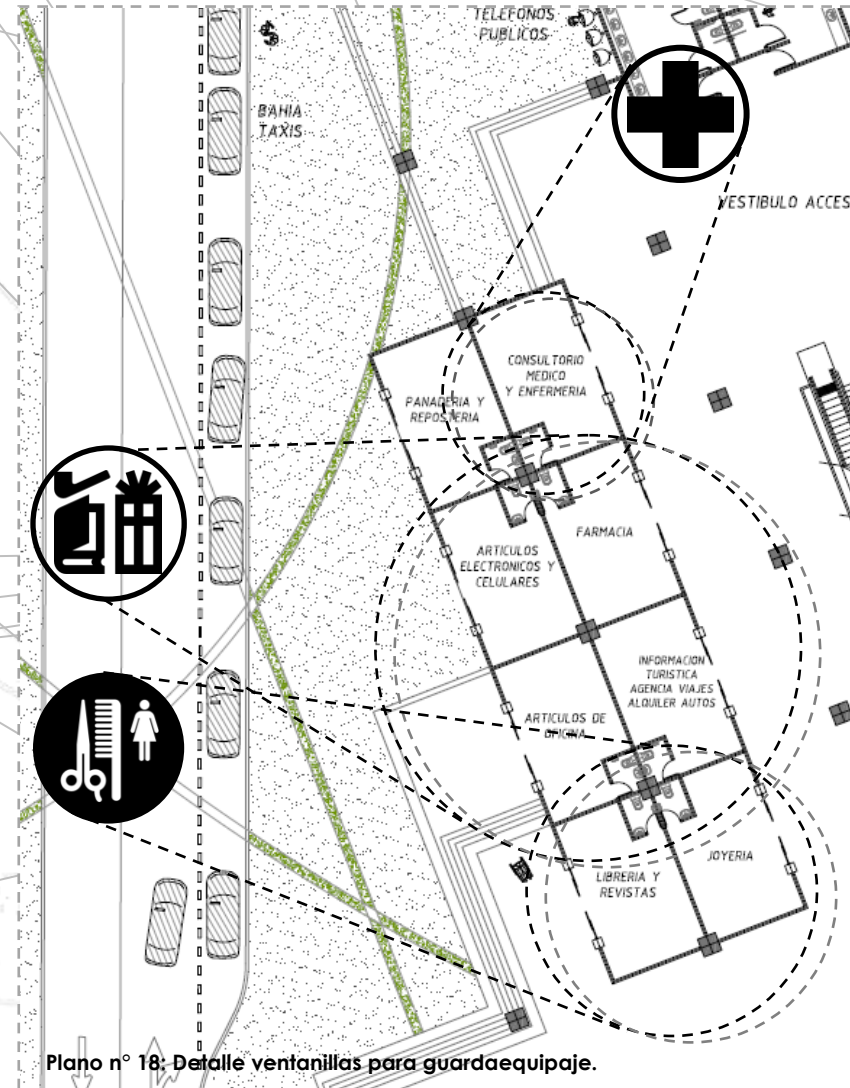 TELEFONOS
PUBLICOS
BAHIA
TAXIS
VESTIBULO ACCES
CONSULTORIO
MEDICO
Y ENFERMERIA
PANADERIA Y
REPOSTERIA
FARMACIA
ARTICULOS
ELECTRONICOS Y
CELULARES
INFORMACION
TURISTICA
AGENCIA VIAJES
ALQUILER AUTOS
ARTICULOS DE
OFICINA
JOYERIA
LIBRERIA Y
REVISTAS
Plano n° 18: Detalle ventanillas para guardaequipaje.